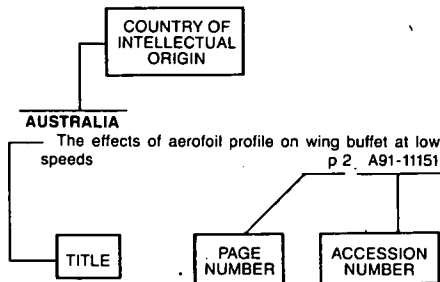 COUNTRY OF
INTELLECTUAL
ORIGIN
AUSTRALIA
The effects of aerofoil profile on wing buffet at low
speeds p 2 A91-11151
TITLE
PAGE
NUMBER
ACCESSION
NUMBER